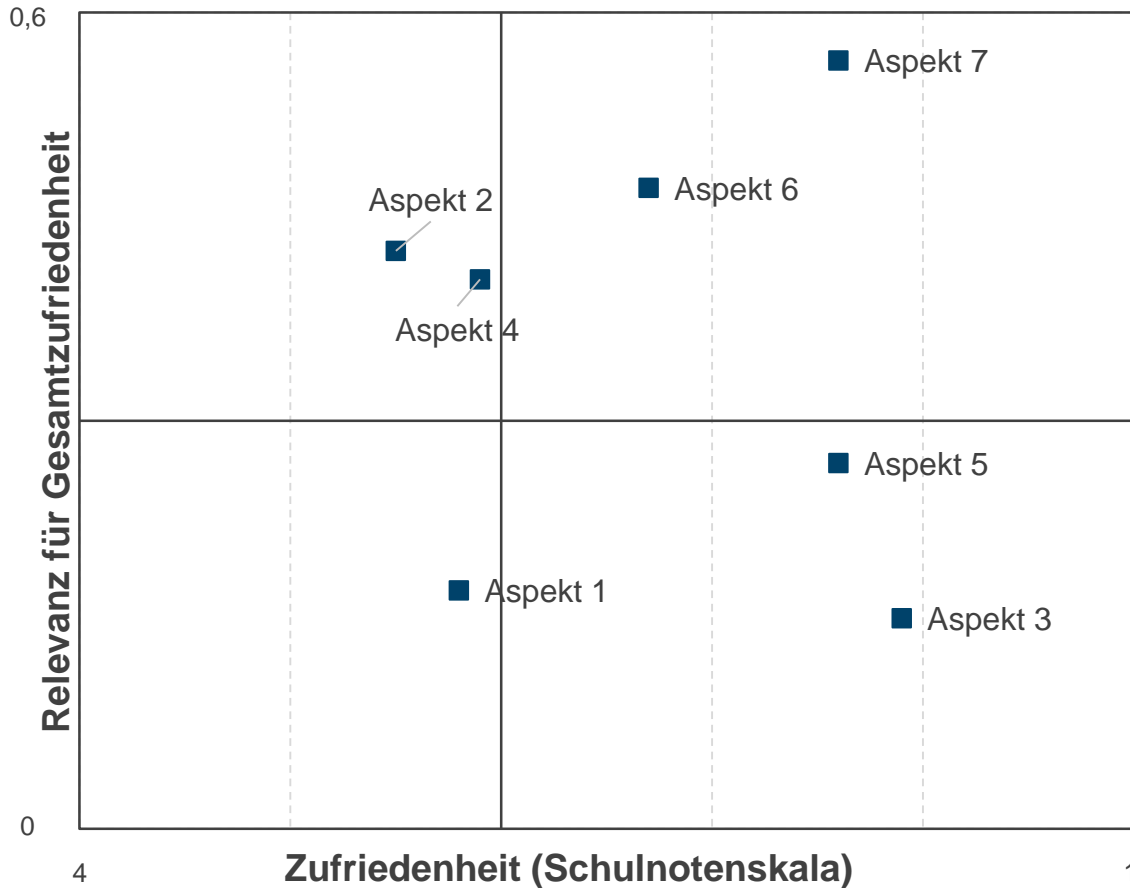 0,6
Aspekt 7
Aspekt 6
Aspekt 2
Aspekt 4
Relevanz für Gesamtzufriedenheit
Aspekt 5
Aspekt 1
Aspekt 3
0
4
Zufriedenheit (Schulnotenskala)
1